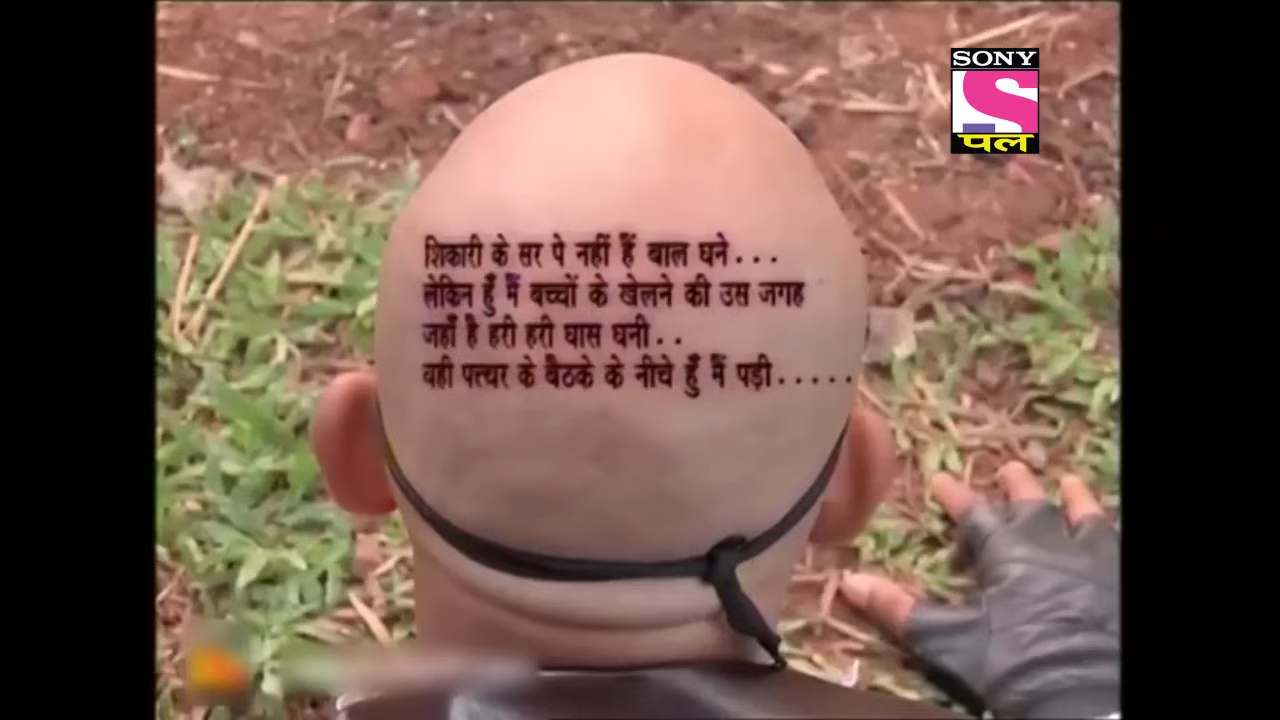 SONY
S
पल
शिकारी के सर पे नहीं हैं बाल घने...
लेकिन हुँ मैं बच्चों के खेलने की उस जगह
जहाँ है हरी हरी घास घनी..
वही पत्थर के बैठके के नीचे हुँ मैं पड़ी.....